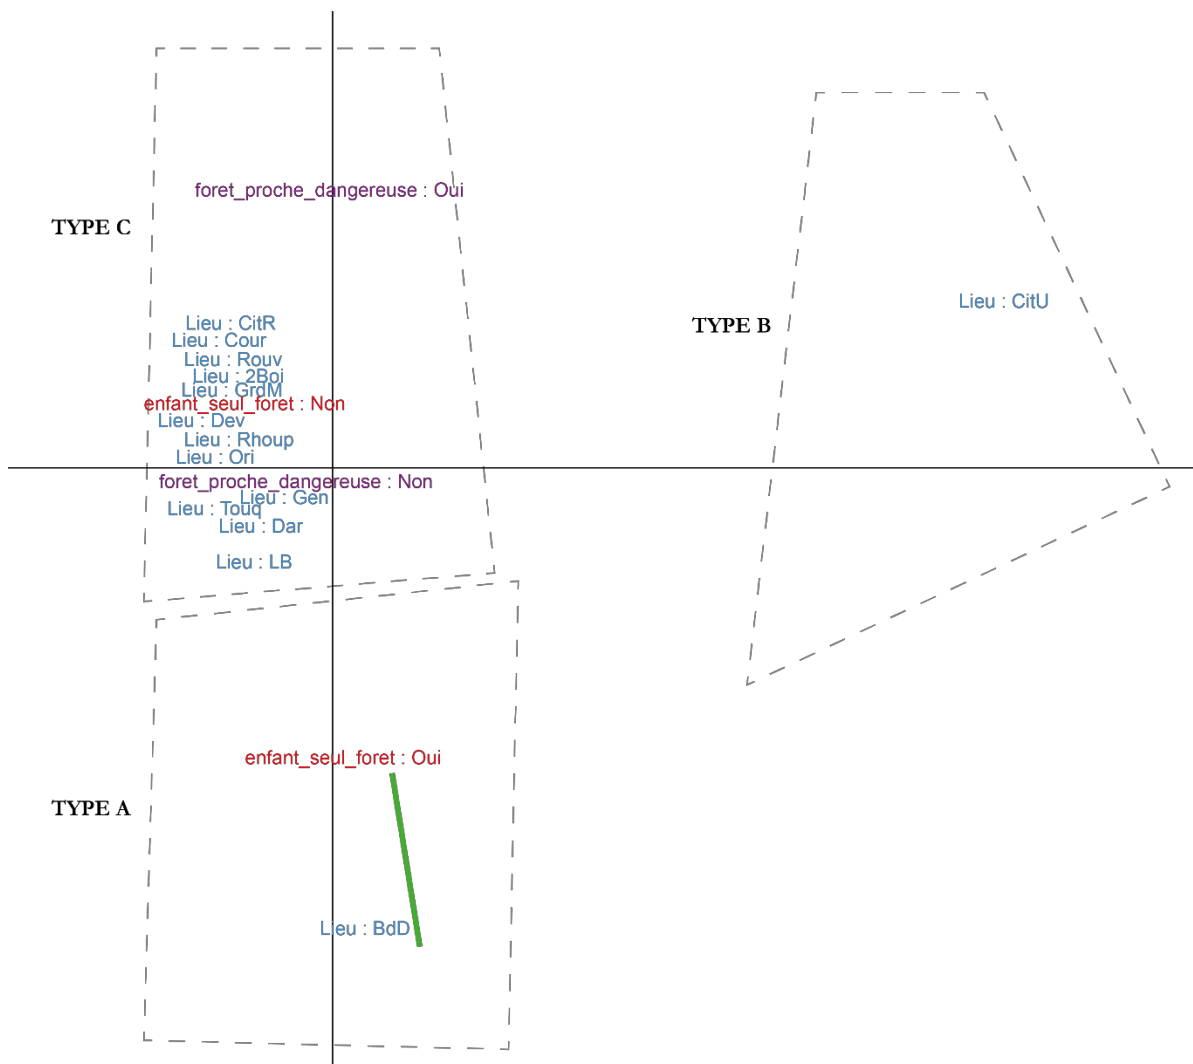 foret_proche_dangereuse : Oui
TYPE C
Lieu : CitU
Lieu : CitR
TYPE B
Lieu : Cour
Lieu : Rouv
Lieu : 2Boi
Lieu : GrdM
enfant_seul_foret : Non
Lieu : Dev
Lieu : Rhoup
Lieu : Ori
foret_proche_dangereuse : Non
Lieu : Gen
Lieu : Touq
Lieu : Dar
Lieu : LB
enfant_seul_foret : Oui
TYPE A
Lieu : BdD